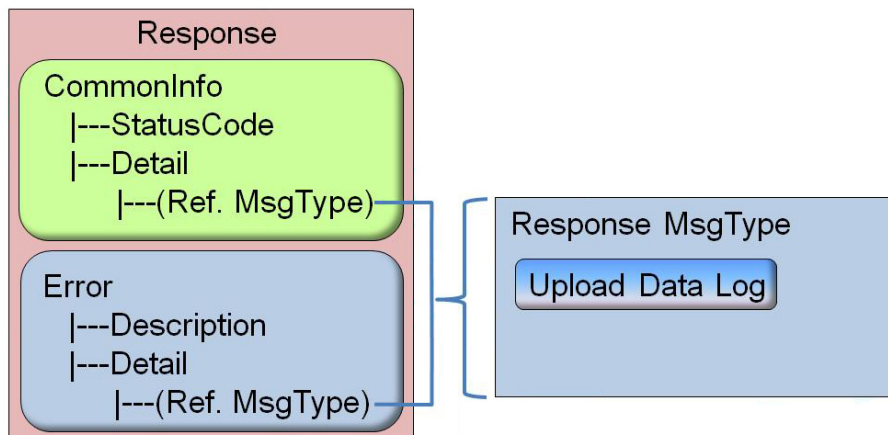 Response
CommonInfo
|---StatusCode
|---Detail
|---(Ref. MsgType)
Error
|---Description
|---Detail
|---(Ref. MsgType)
Response MsgType
Upload Data Log